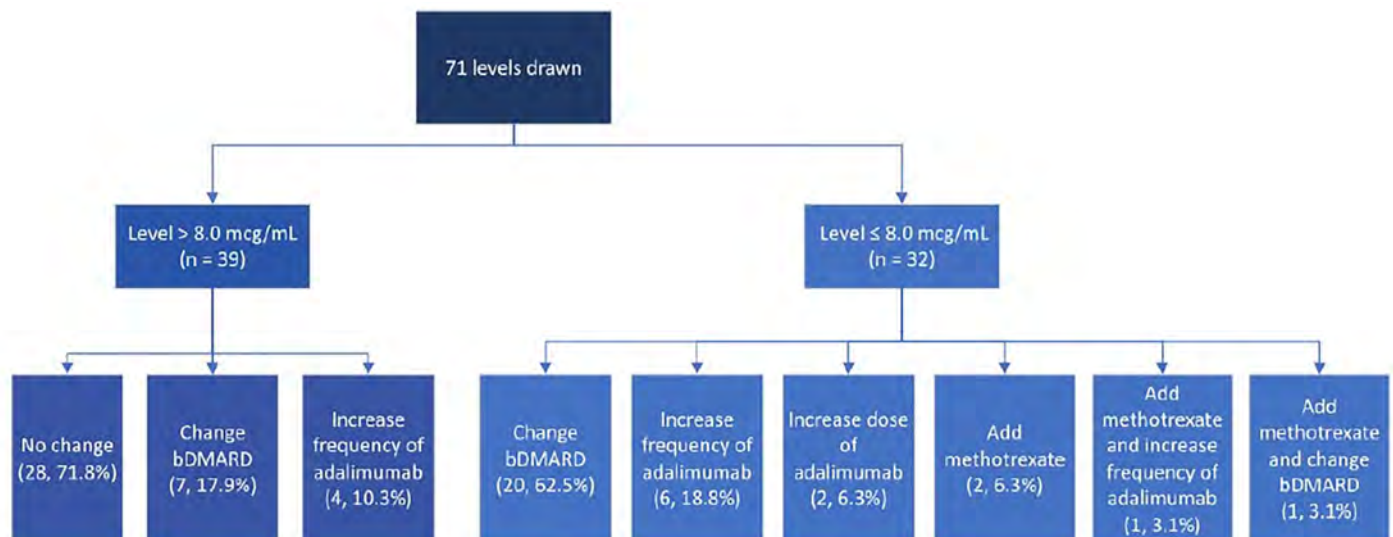 71 levels drawn
Level > 8.0 mcg/mL
(n = 39)
Level ≤ 8.0 mcg/mL
(n = 32)
No change
(28, 71.8%)
Change
bDMARD
(7, 17.9%)
Increase
frequency of
adalimumab
(4, 10.3%)
Change
bDMARD
(20, 62.5%)
Increase
frequency of
adalimumab
(6, 18.8%)
Increase dose of
adalimumab
(2, 6.3%)
Add
methotrexate
(2, 6.3%)
Add
methotrexate
and increase
frequency of
adalimumab
(1, 3.1%)
Add
methotrexate
and change
bDMARD
(1, 3.1%)